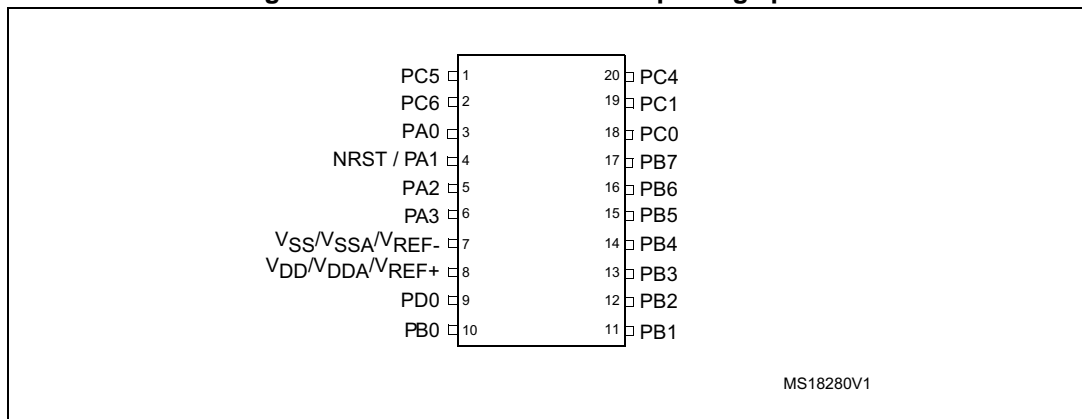 PC5 1 20 PC4
PC6 2 19 PC1
PA0 3 18 PC0
NRST / PA1 4 17 PB7
PA2 5 16 PB6
PA3 6 15 PB5
VSS/VSSA/VREF- 7 14 PB4
VDD/VDDA/VREF+ 8 13 PB3
PD0 9 12 PB2
PB0 10 11 PB1
MS18280V1